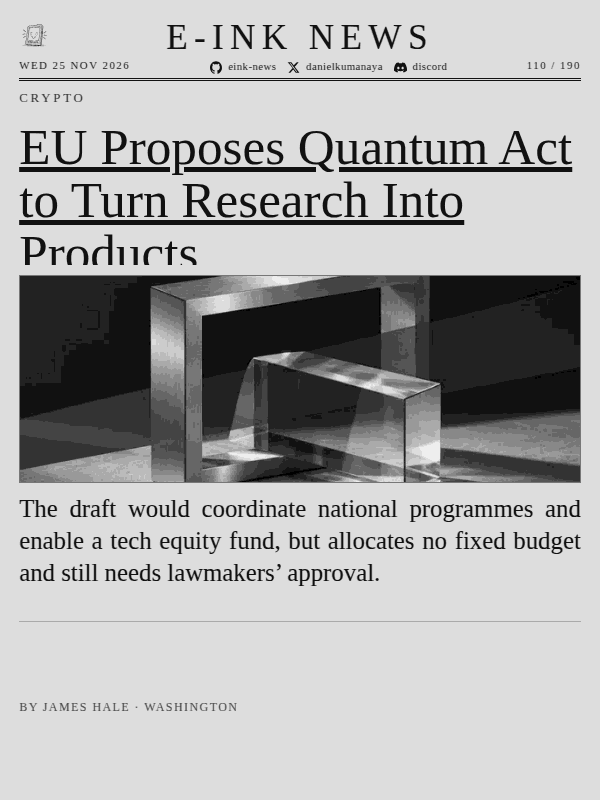 E-INK NEWS
WED 25 NOV 2026
eink-news danielkumanaya discord
110 / 190
CRYPTO
EU Proposes Quantum Act
to Turn Research Into
Products
The draft would coordinate national programmes and
enable a tech equity fund, but allocates no fixed budget
and still needs lawmakers’ approval.
BY JAMES HALE · WASHINGTON